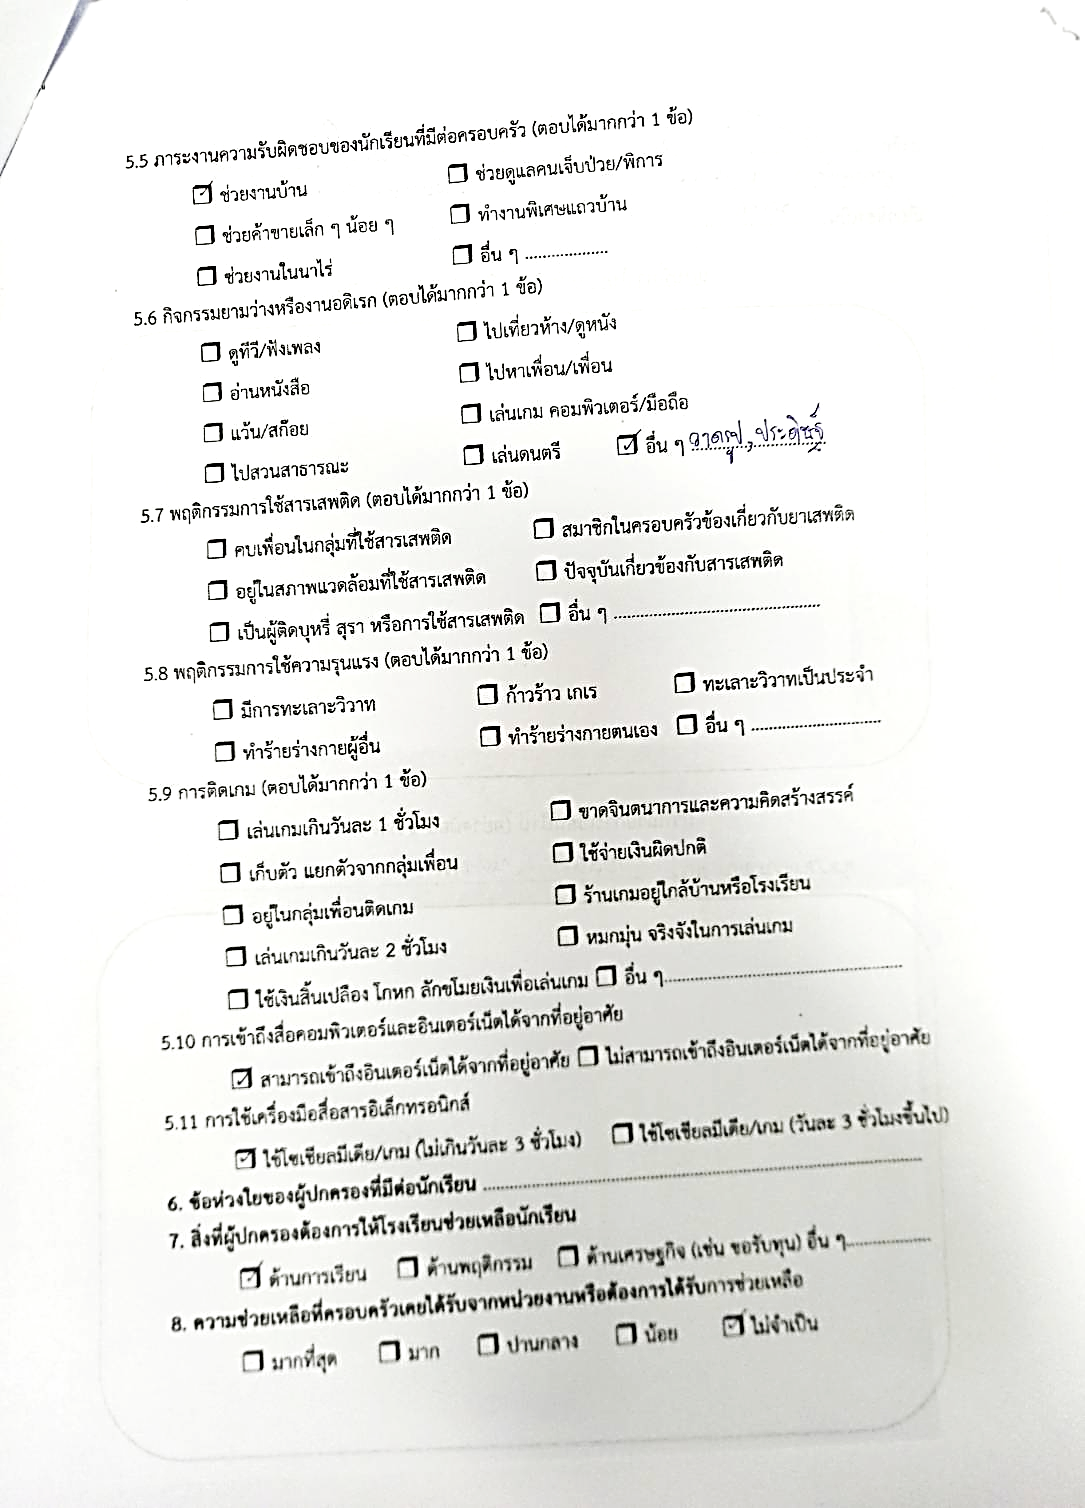 5.5 ภาระงานความรับผิดชอบของนักเรียนที่มีต่อครอบครัว (ตอบได้มากกว่า 1 ข้อ)
☑ ช่วยงานบ้าน ☐ ช่วยดูแลคนเจ็บป่วย/พิการ
☐ ช่วยค้าขายเล็ก ๆ น้อย ๆ ☐ ทำงานพิเศษแถวบ้าน
☐ ช่วยงานในนาไร่ ☐ อื่น ๆ ...................
5.6 กิจกรรมยามว่างหรืองานอดิเรก (ตอบได้มากกว่า 1 ข้อ)
☐ ดูทีวี/ฟังเพลง ☐ ไปเที่ยวห้าง/ดูหนัง
☐ อ่านหนังสือ ☐ ไปหาเพื่อน/เพื่อน
☐ แว้น/สก๊อย ☐ เล่นเกม คอมพิวเตอร์/มือถือ
☐ ไปสวนสาธารณะ ☐ เล่นดนตรี ☑ อื่น ๆ วาดรูป, ประดิษฐ์
5.7 พฤติกรรมการใช้สารเสพติด (ตอบได้มากกว่า 1 ข้อ)
☐ คบเพื่อนในกลุ่มที่ใช้สารเสพติด ☐ สมาชิกในครอบครัวข้องเกี่ยวกับยาเสพติด
☐ อยู่ในสภาพแวดล้อมที่ใช้สารเสพติด ☐ ปัจจุบันเกี่ยวข้องกับสารเสพติด
☐ เป็นผู้ติดบุหรี่ สุรา หรือการใช้สารเสพติด ☐ อื่น ๆ ...............................................
5.8 พฤติกรรมการใช้ความรุนแรง (ตอบได้มากกว่า 1 ข้อ)
☐ มีการทะเลาะวิวาท ☐ ก้าวร้าว เกเร ☐ ทะเลาะวิวาทเป็นประจำ
☐ ทำร้ายร่างกายผู้อื่น ☐ ทำร้ายร่างกายตนเอง ☐ อื่น ๆ .............................
5.9 การติดเกม (ตอบได้มากกว่า 1 ข้อ)
☐ เล่นเกมเกินวันละ 1 ชั่วโมง ☐ ขาดจินตนาการและความคิดสร้างสรรค์
☐ เก็บตัว แยกตัวจากกลุ่มเพื่อน ☐ ใช้จ่ายเงินผิดปกติ
☐ อยู่ในกลุ่มเพื่อนติดเกม ☐ ร้านเกมอยู่ใกล้บ้านหรือโรงเรียน
☐ เล่นเกมเกินวันละ 2 ชั่วโมง ☐ หมกมุ่น จริงจังในการเล่นเกม
☐ ใช้เงินสิ้นเปลือง โกหก ลักขโมยเงินเพื่อเล่นเกม ☐ อื่น ๆ.....................................................
5.10 การเข้าถึงสื่อคอมพิวเตอร์และอินเตอร์เน็ตได้จากที่อยู่อาศัย
☑ สามารถเข้าถึงอินเตอร์เน็ตได้จากที่อยู่อาศัย ☐ ไม่สามารถเข้าถึงอินเตอร์เน็ตได้จากที่อยู่อาศัย
5.11 การใช้เครื่องมือสื่อสารอิเล็กทรอนิกส์
☑ ใช้โซเชียลมีเดีย/เกม (ไม่เกินวันละ 3 ชั่วโมง) ☐ ใช้โซเชียลมีเดีย/เกม (วันละ 3 ชั่วโมงขึ้นไป)
6. ข้อห่วงใยของผู้ปกครองที่มีต่อนักเรียน ....................................................................................
7. สิ่งที่ผู้ปกครองต้องการให้โรงเรียนช่วยเหลือนักเรียน
☑ ด้านการเรียน ☐ ด้านพฤติกรรม ☐ ด้านเศรษฐกิจ (เช่น ขอรับทุน) อื่น ๆ...................
8. ความช่วยเหลือที่ครอบครัวเคยได้รับจากหน่วยงานหรือต้องการได้รับการช่วยเหลือ
☐ มากที่สุด ☐ มาก ☐ ปานกลาง ☐ น้อย ☑ ไม่จำเป็น